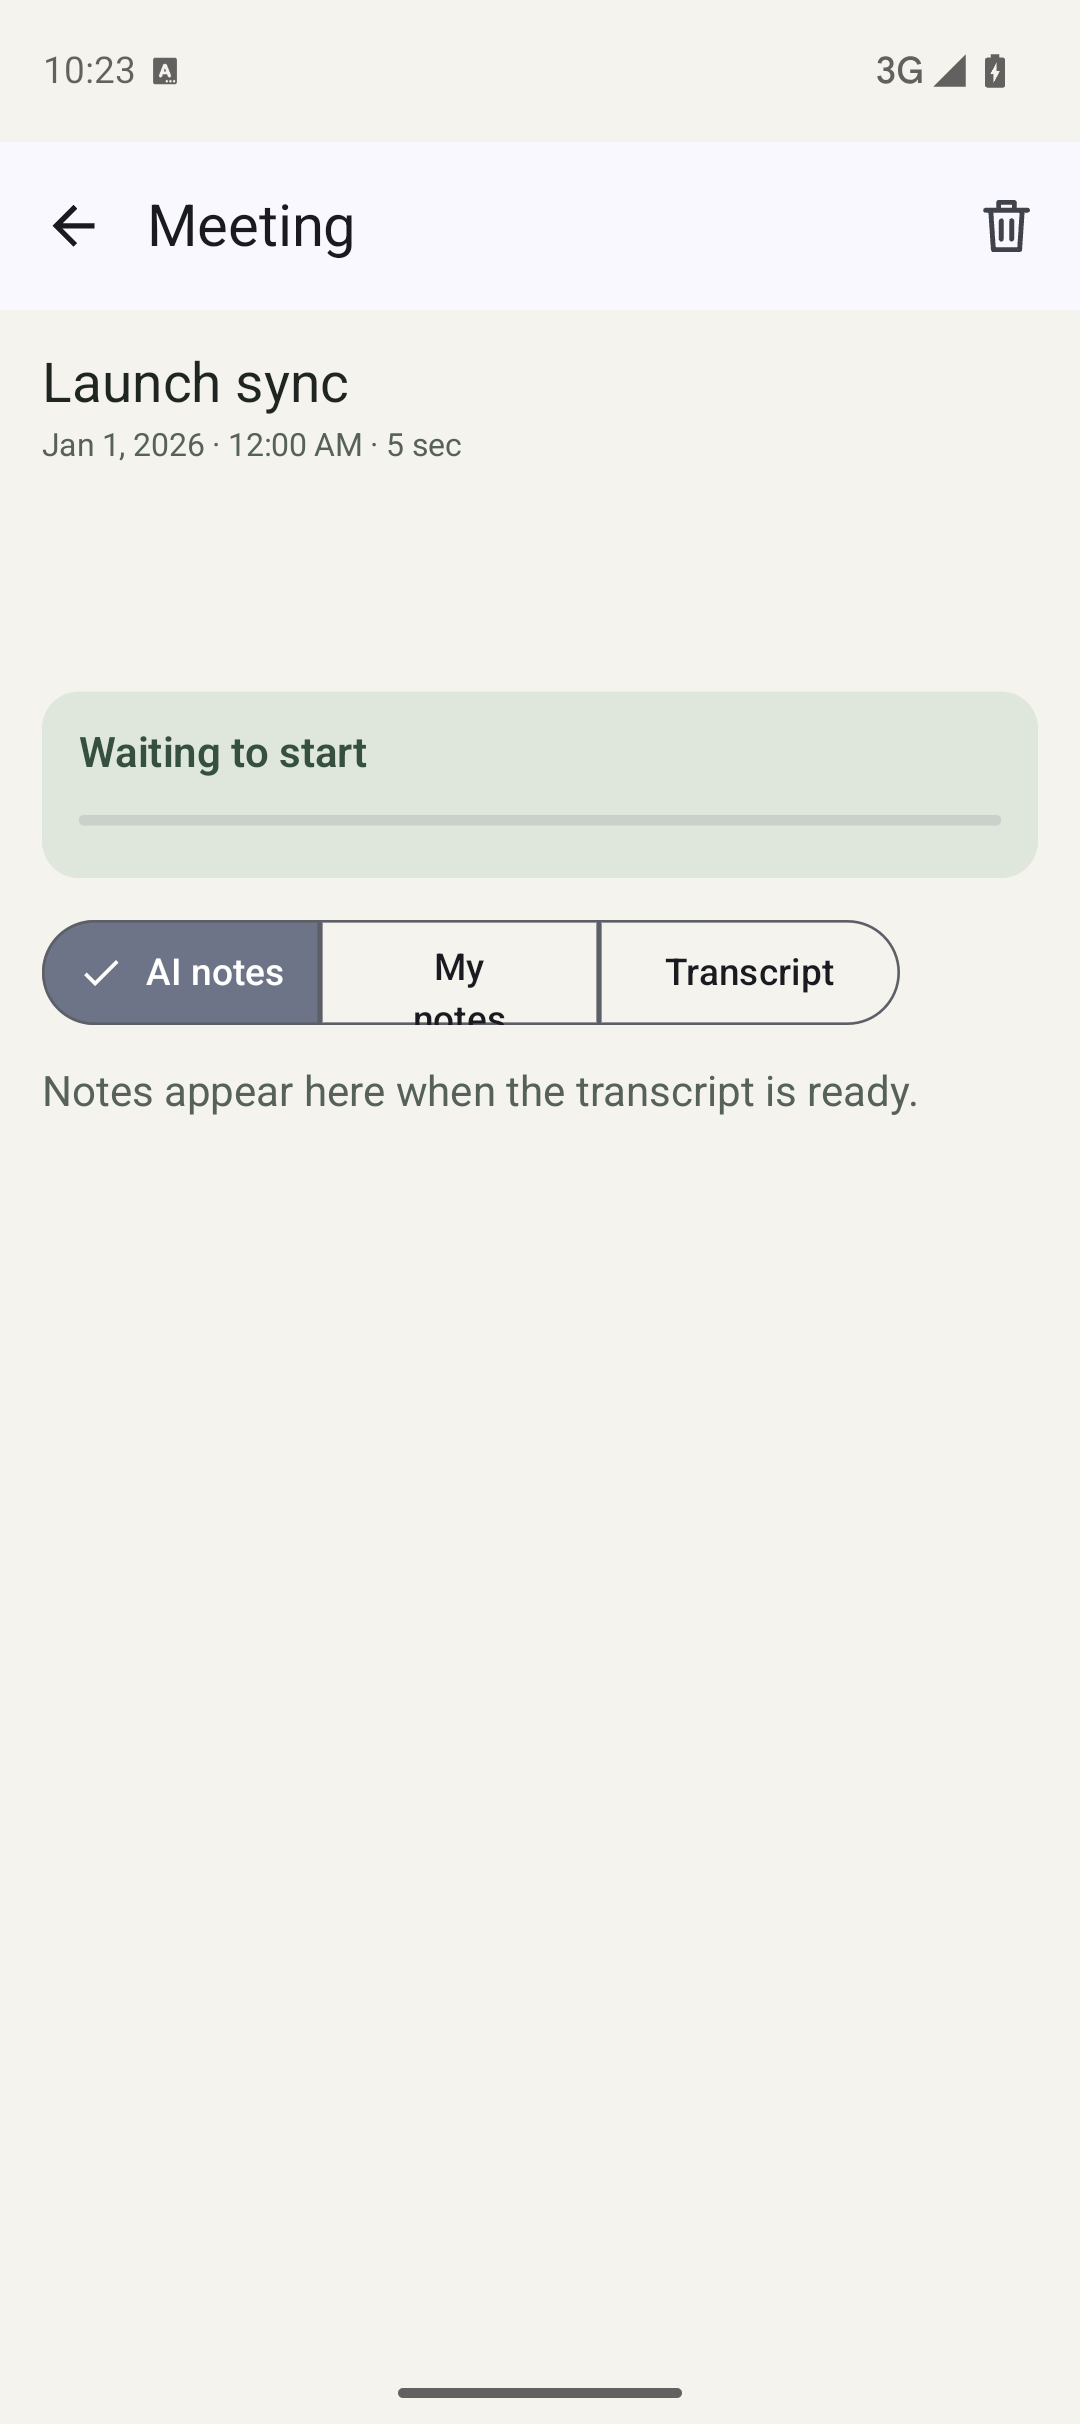 10:23
3G
Meeting
Launch sync
Jan 1, 2026 · 12:00 AM · 5 sec
Waiting to start
AI notes
My
notes
Transcript
Notes appear here when the transcript is ready.